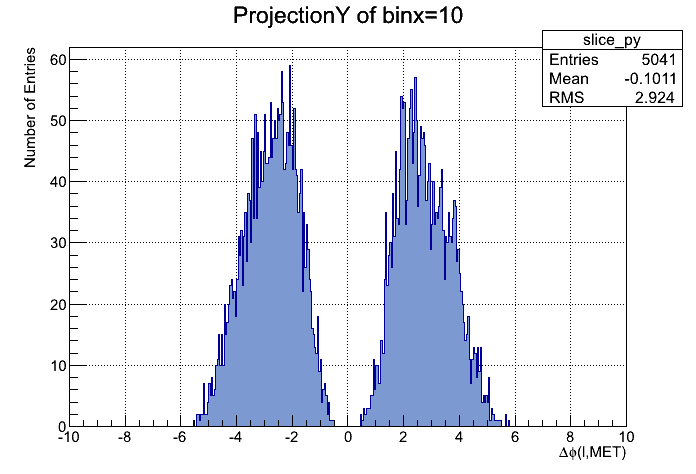 ProjectionY of binx=10
slice_py
Entries 5041
Mean -0.1011
RMS 2.924
Number of Entries
60
50
40
30
20
10
0
-10 -8 -6 -4 -2 0 2 4 6 8 10
Δϕ(l,MET)